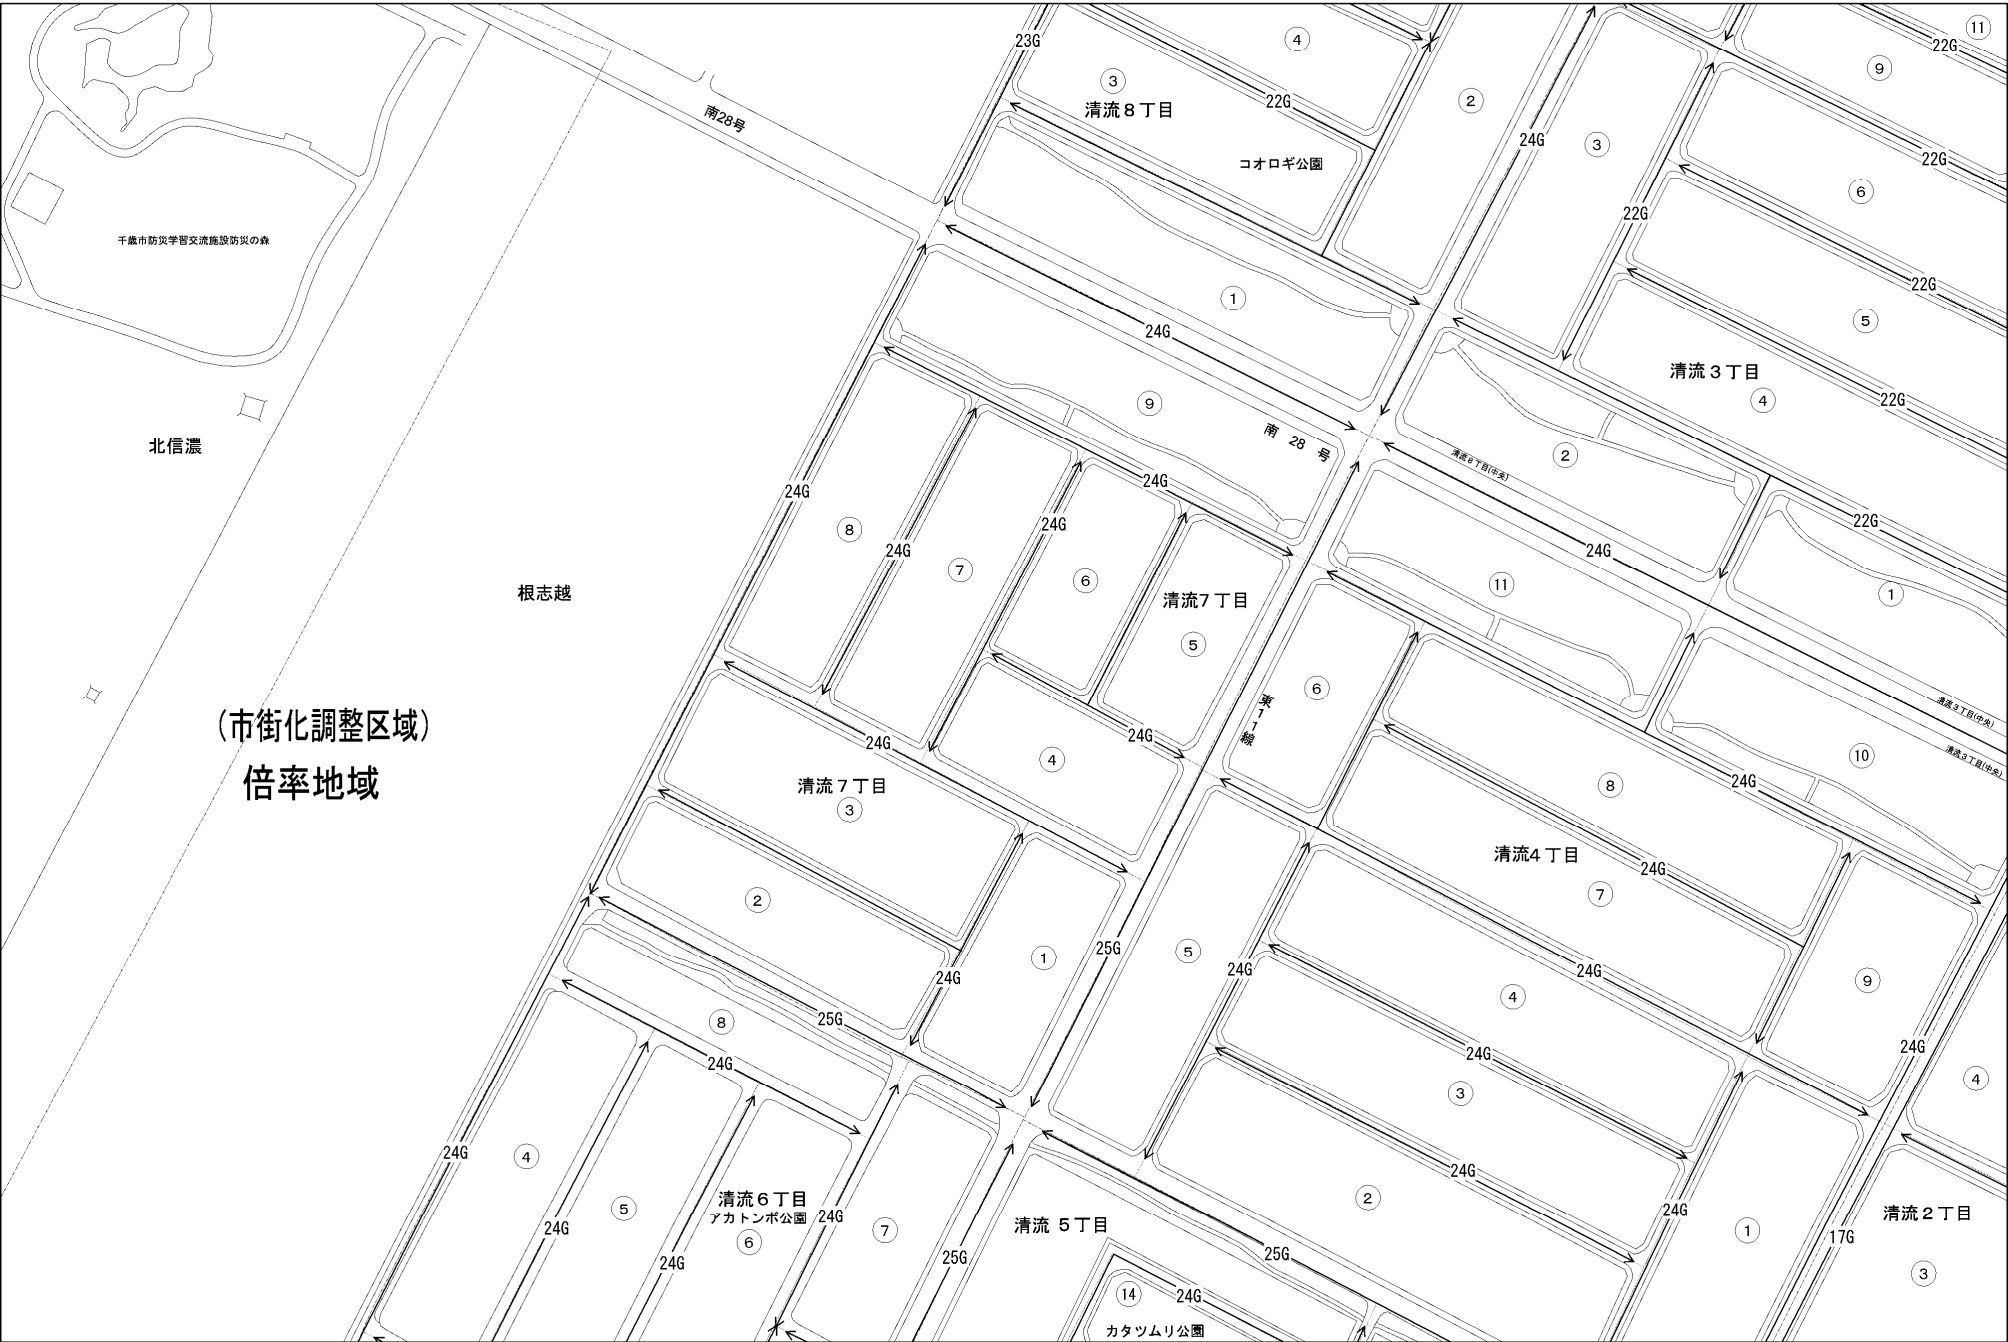 ⑪
22G
23G
④
⑨
③
清流８丁目
22G
②
南28号
24G
③
22G
コオロギ公園
⑥
千歳市防災学習交流施設防災の森
22G
22G
①
⑤
24G
清流３丁目
④
22G
⑨
南 28 号
北信濃
②
清流８丁目(中央)
24G
24G
22G
⑧
24G
24G
24G
⑦
⑥
⑪
①
根志越
清流７丁目
⑤
⑥
東11線
清流３丁目(中央)
(市街化調整区域)
倍率地域
24G
24G
④
清流３丁目(中央)
⑩
24G
清流７丁目
③
⑧
清流４丁目
24G
⑦
②
25G
⑤
①
24G
24G
24G
④
⑨
25G
⑧
24G
24G
24G
④
③
24G
④
24G
⑤
清流６丁目
アカトンボ公園
⑥
24G
⑦
24G
②
24G
①
清流２丁目
清流 ５丁目
24G
24G
25G
25G
17G
③
⑭
24G
カタツムリ公園